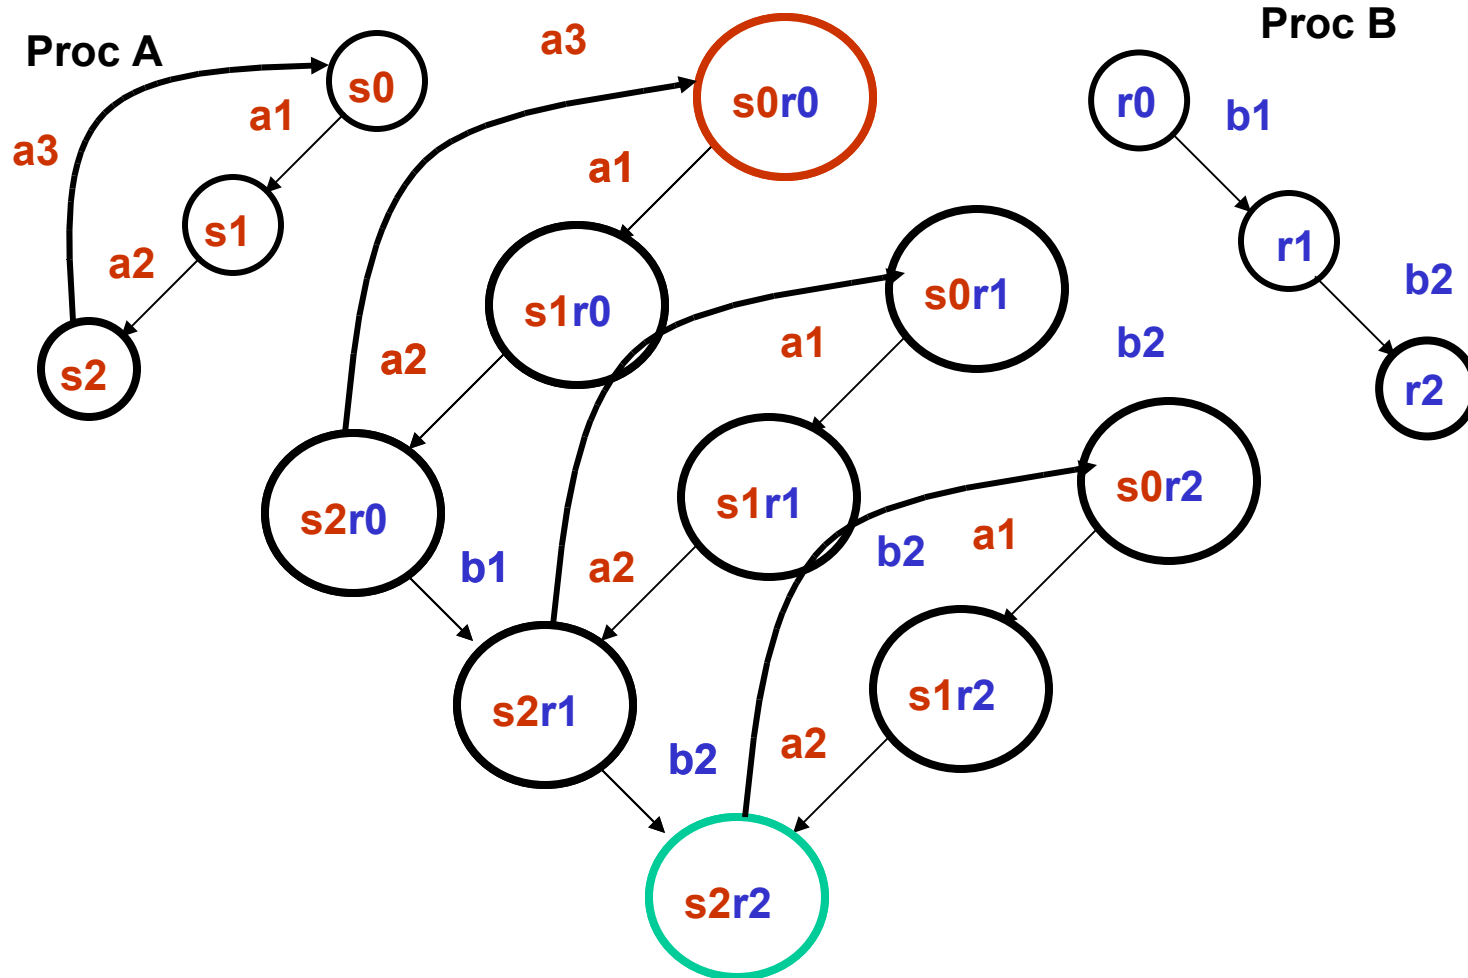 Proc A
s0
a1
a3
s1
a2
s2
a3
s0r0
a1
s1r0
s0r1
a2
a1
b2
s2r0
s1r1
s0r2
b1
a2
b2
a1
s2r1
s1r2
b2
a2
s2r2
Proc B
r0
b1
r1
b2
r2